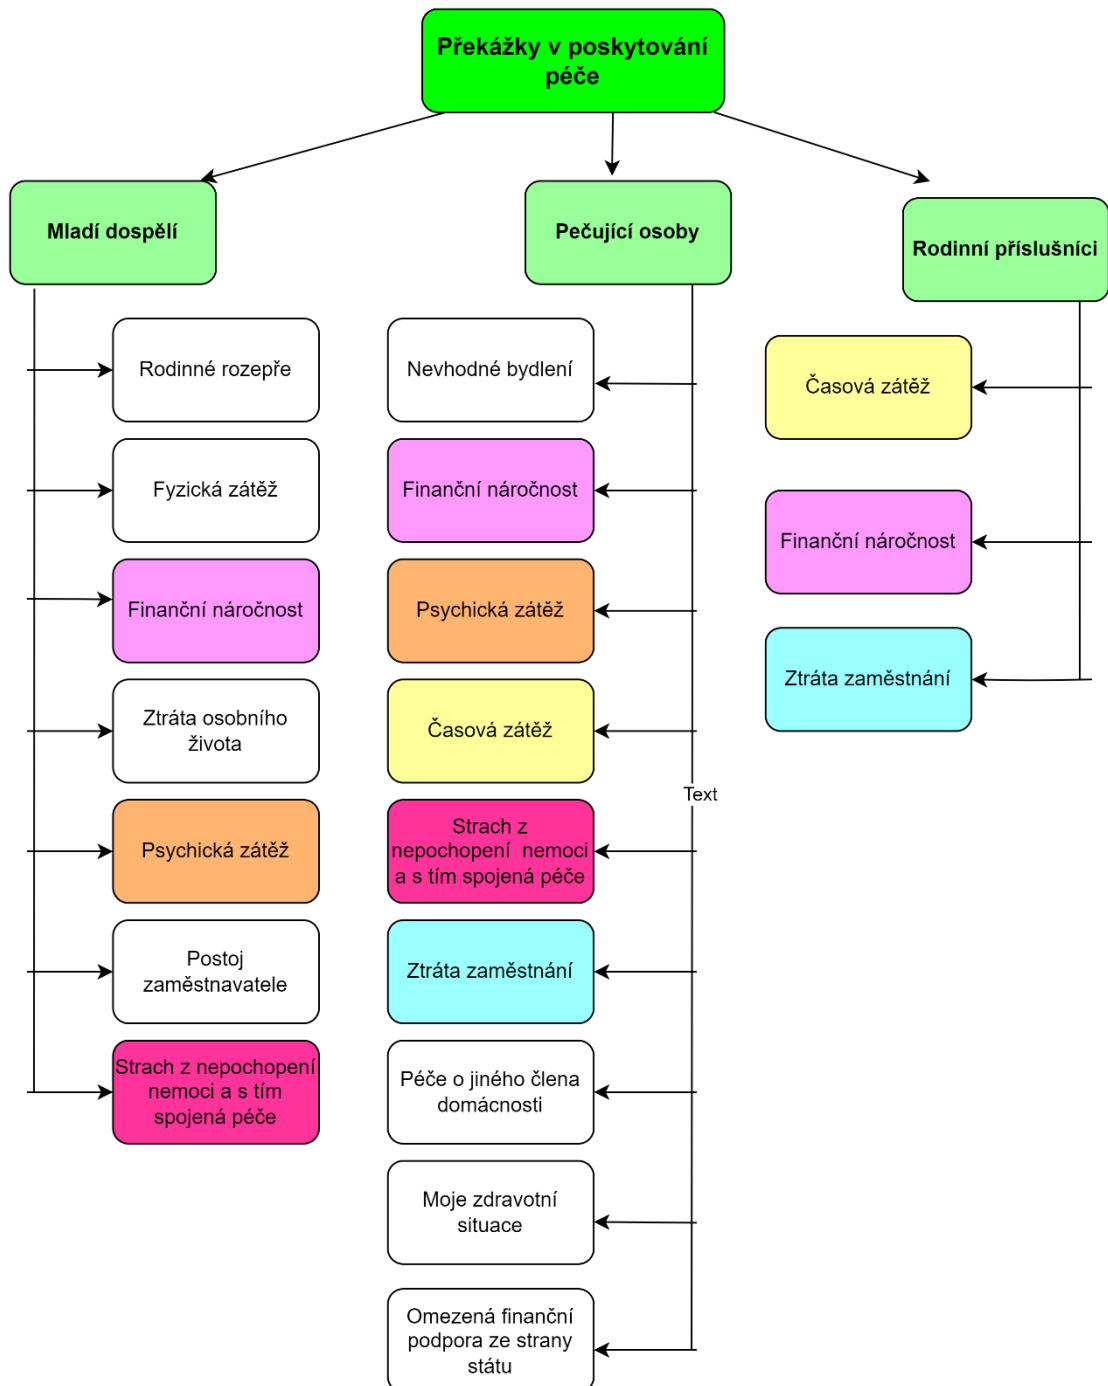 Překážky v poskytování
péče
Mladí dospělí
Rodinné rozepře
Fyzická zátěž
Finanční náročnost
Ztráta osobního
života
Psychická zátěž
Postoj
zaměstnavatele
Strach z nepochopení
nemoci a s tím
spojená péče
Pečující osoby
Nevhodné bydlení
Finanční náročnost
Psychická zátěž
Časová zátěž
Text
Strach z
nepochopení nemoci
a s tím spojená péče
Ztráta zaměstnání
Péče o jiného člena
domácnosti
Moje zdravotní
situace
Omezená finanční
podpora ze strany
státu
Rodinní příslušníci
Časová zátěž
Finanční náročnost
Ztráta zaměstnání